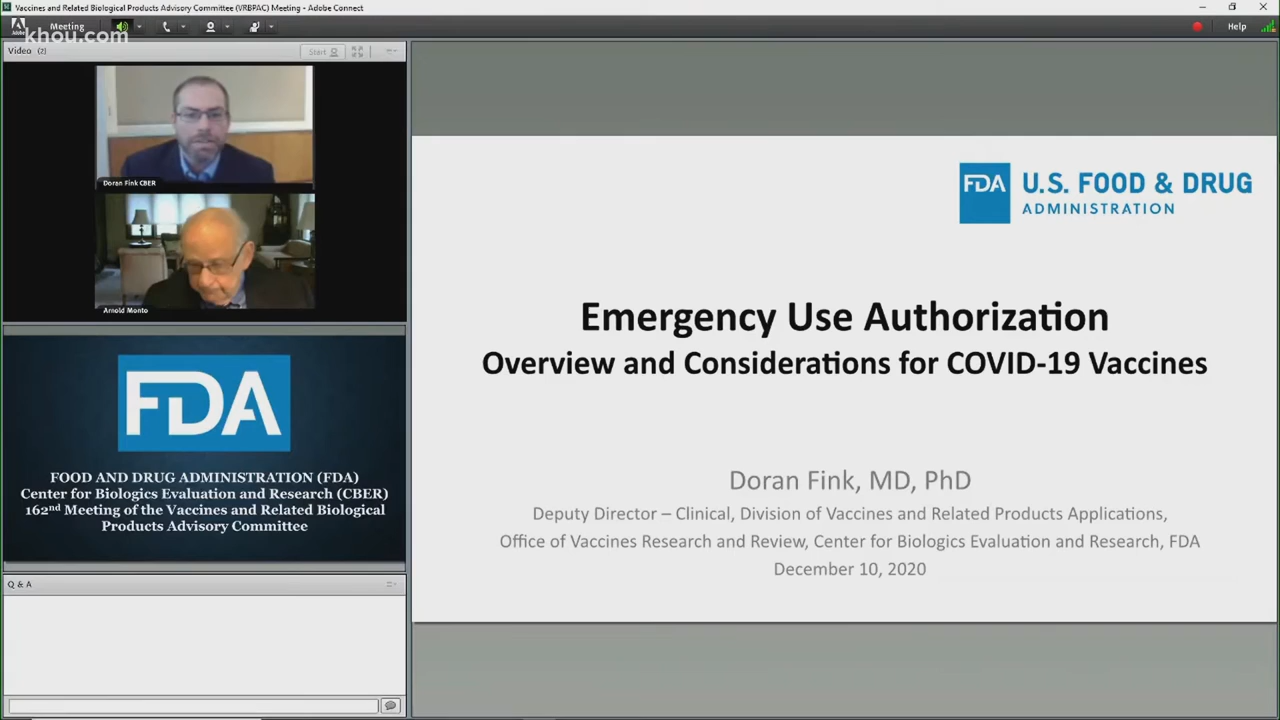 Vaccines and Related Biological Products Advisory Committee (VRBPAC) Meeting - Adobe Connect
Meeting
Help
khou.com
Video (2)
Start
Doran Fink CBER
Arnold Monto
FDA
FOOD AND DRUG ADMINISTRATION (FDA)
Center for Biologics Evaluation and Research (CBER)
162nd Meeting of the Vaccines and Related Biological
Products Advisory Committee
Q & A
FDA U.S. FOOD & DRUG
ADMINISTRATION
Emergency Use Authorization
Overview and Considerations for COVID-19 Vaccines
Doran Fink, MD, PhD
Deputy Director – Clinical, Division of Vaccines and Related Products Applications,
Office of Vaccines Research and Review, Center for Biologics Evaluation and Research, FDA
December 10, 2020